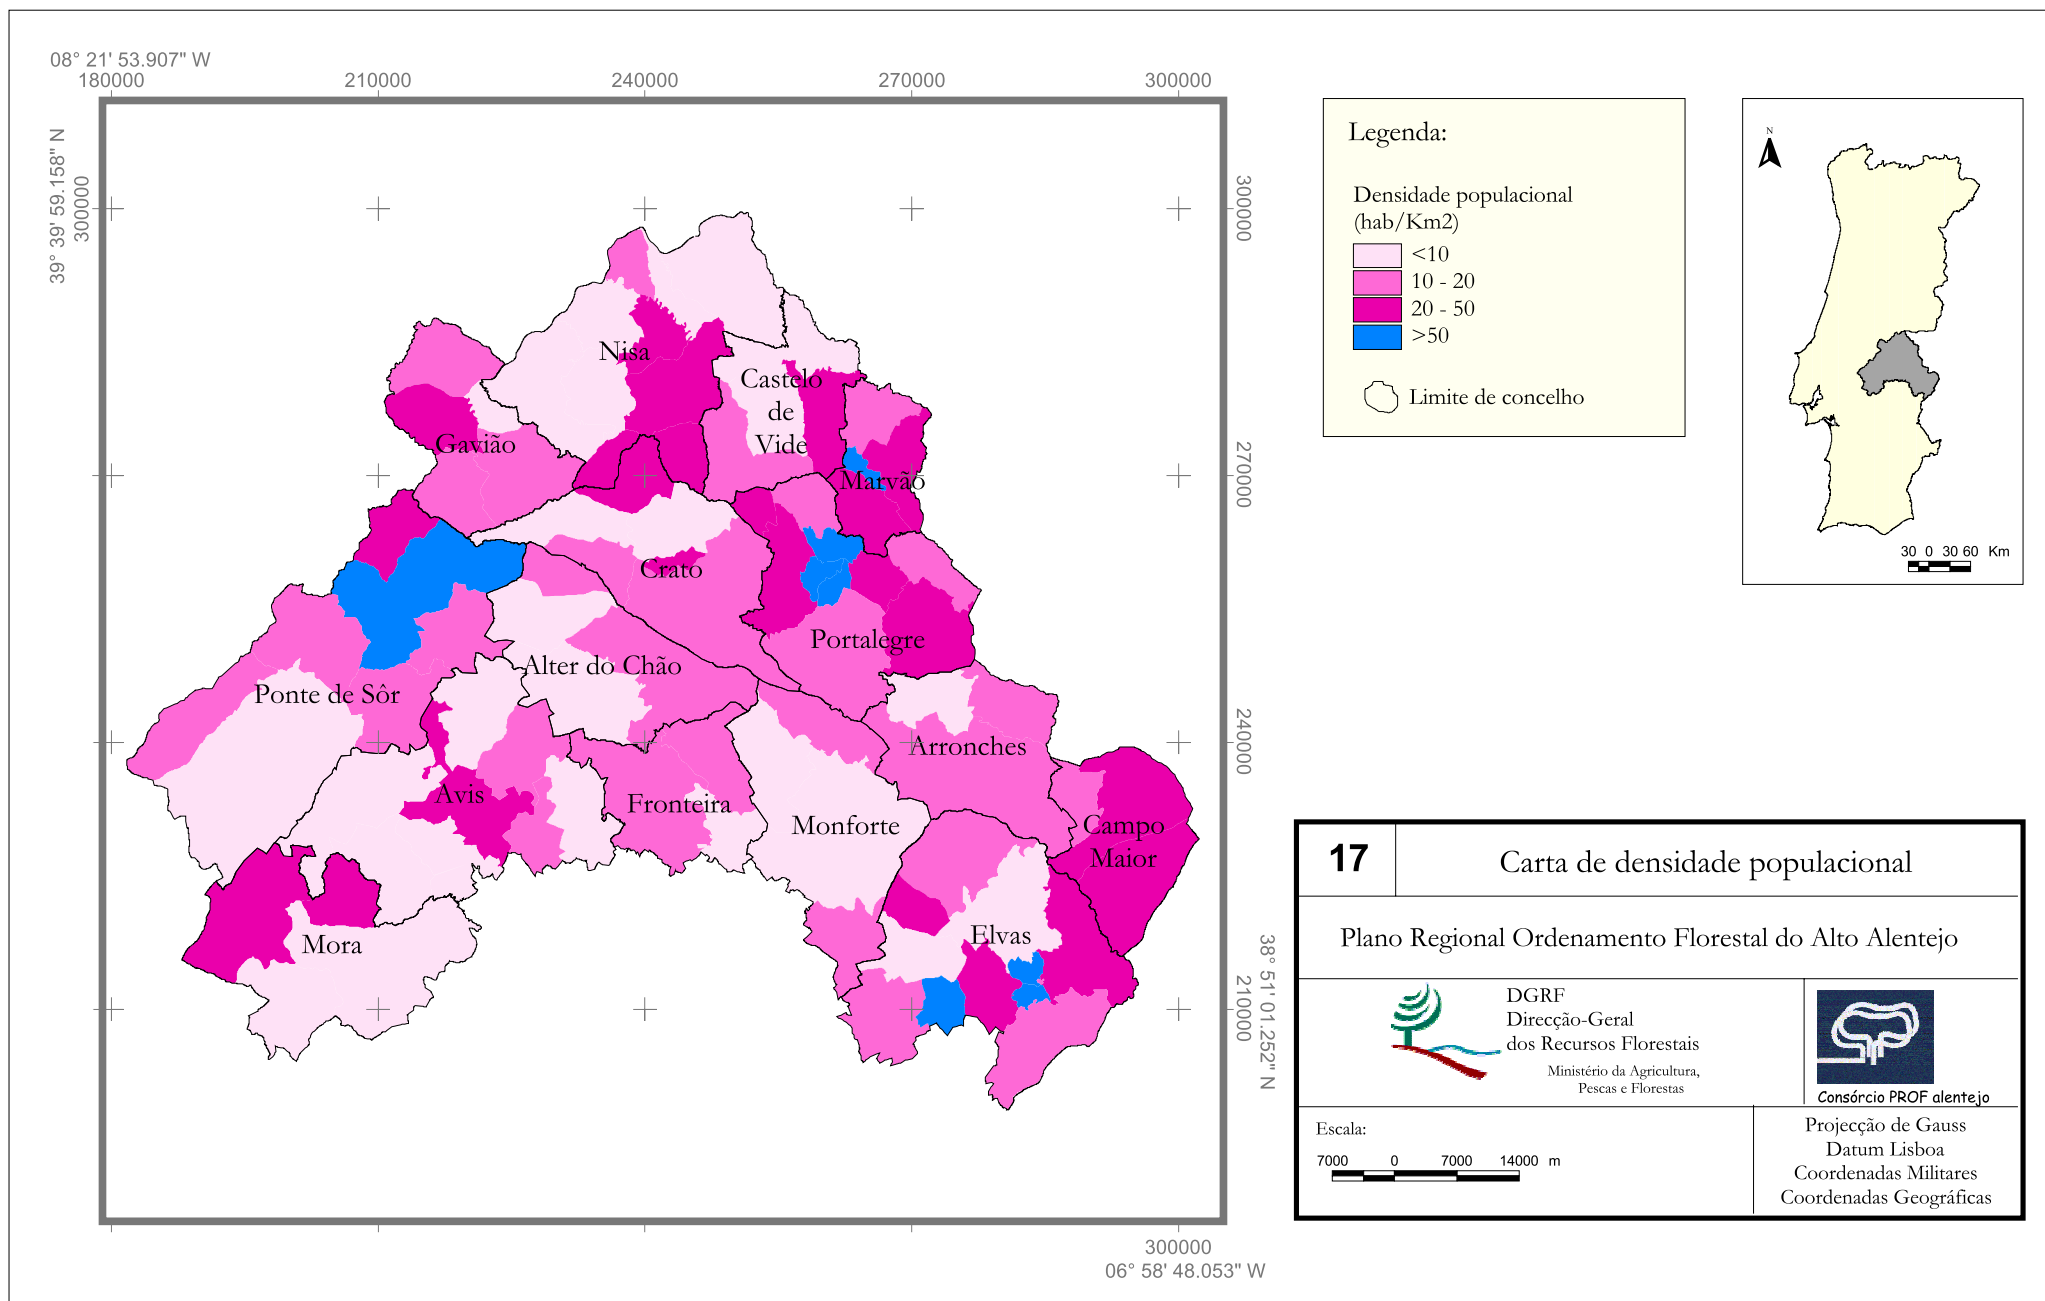 08° 21' 53.907" W
180000
210000
240000
270000
300000
39° 39' 59.158" N
300000
300000
270000
240000
210000
38° 51' 01.252" N
300000
06° 58' 48.053" W
Nisa
Castelo
de
Vide
Gavião
Marvão
Crato
Portalegre
Alter do Chão
Ponte de Sôr
Arronches
Avis
Fronteira
Monforte
Campo
Maior
Elvas
Mora
Legenda:
Densidade populacional
(hab/Km2)
<10
10 - 20
20 - 50
>50
Limite de concelho
N
30 0 30 60 Km
17
Carta de densidade populacional
Plano Regional Ordenamento Florestal do Alto Alentejo
DGRF
Direcção-Geral
dos Recursos Florestais
Ministério da Agricultura,
Pescas e Florestas
Consórcio PROF alentejo
Escala:
7000 0 7000 14000 m
Projecção de Gauss
Datum Lisboa
Coordenadas Militares
Coordenadas Geográficas